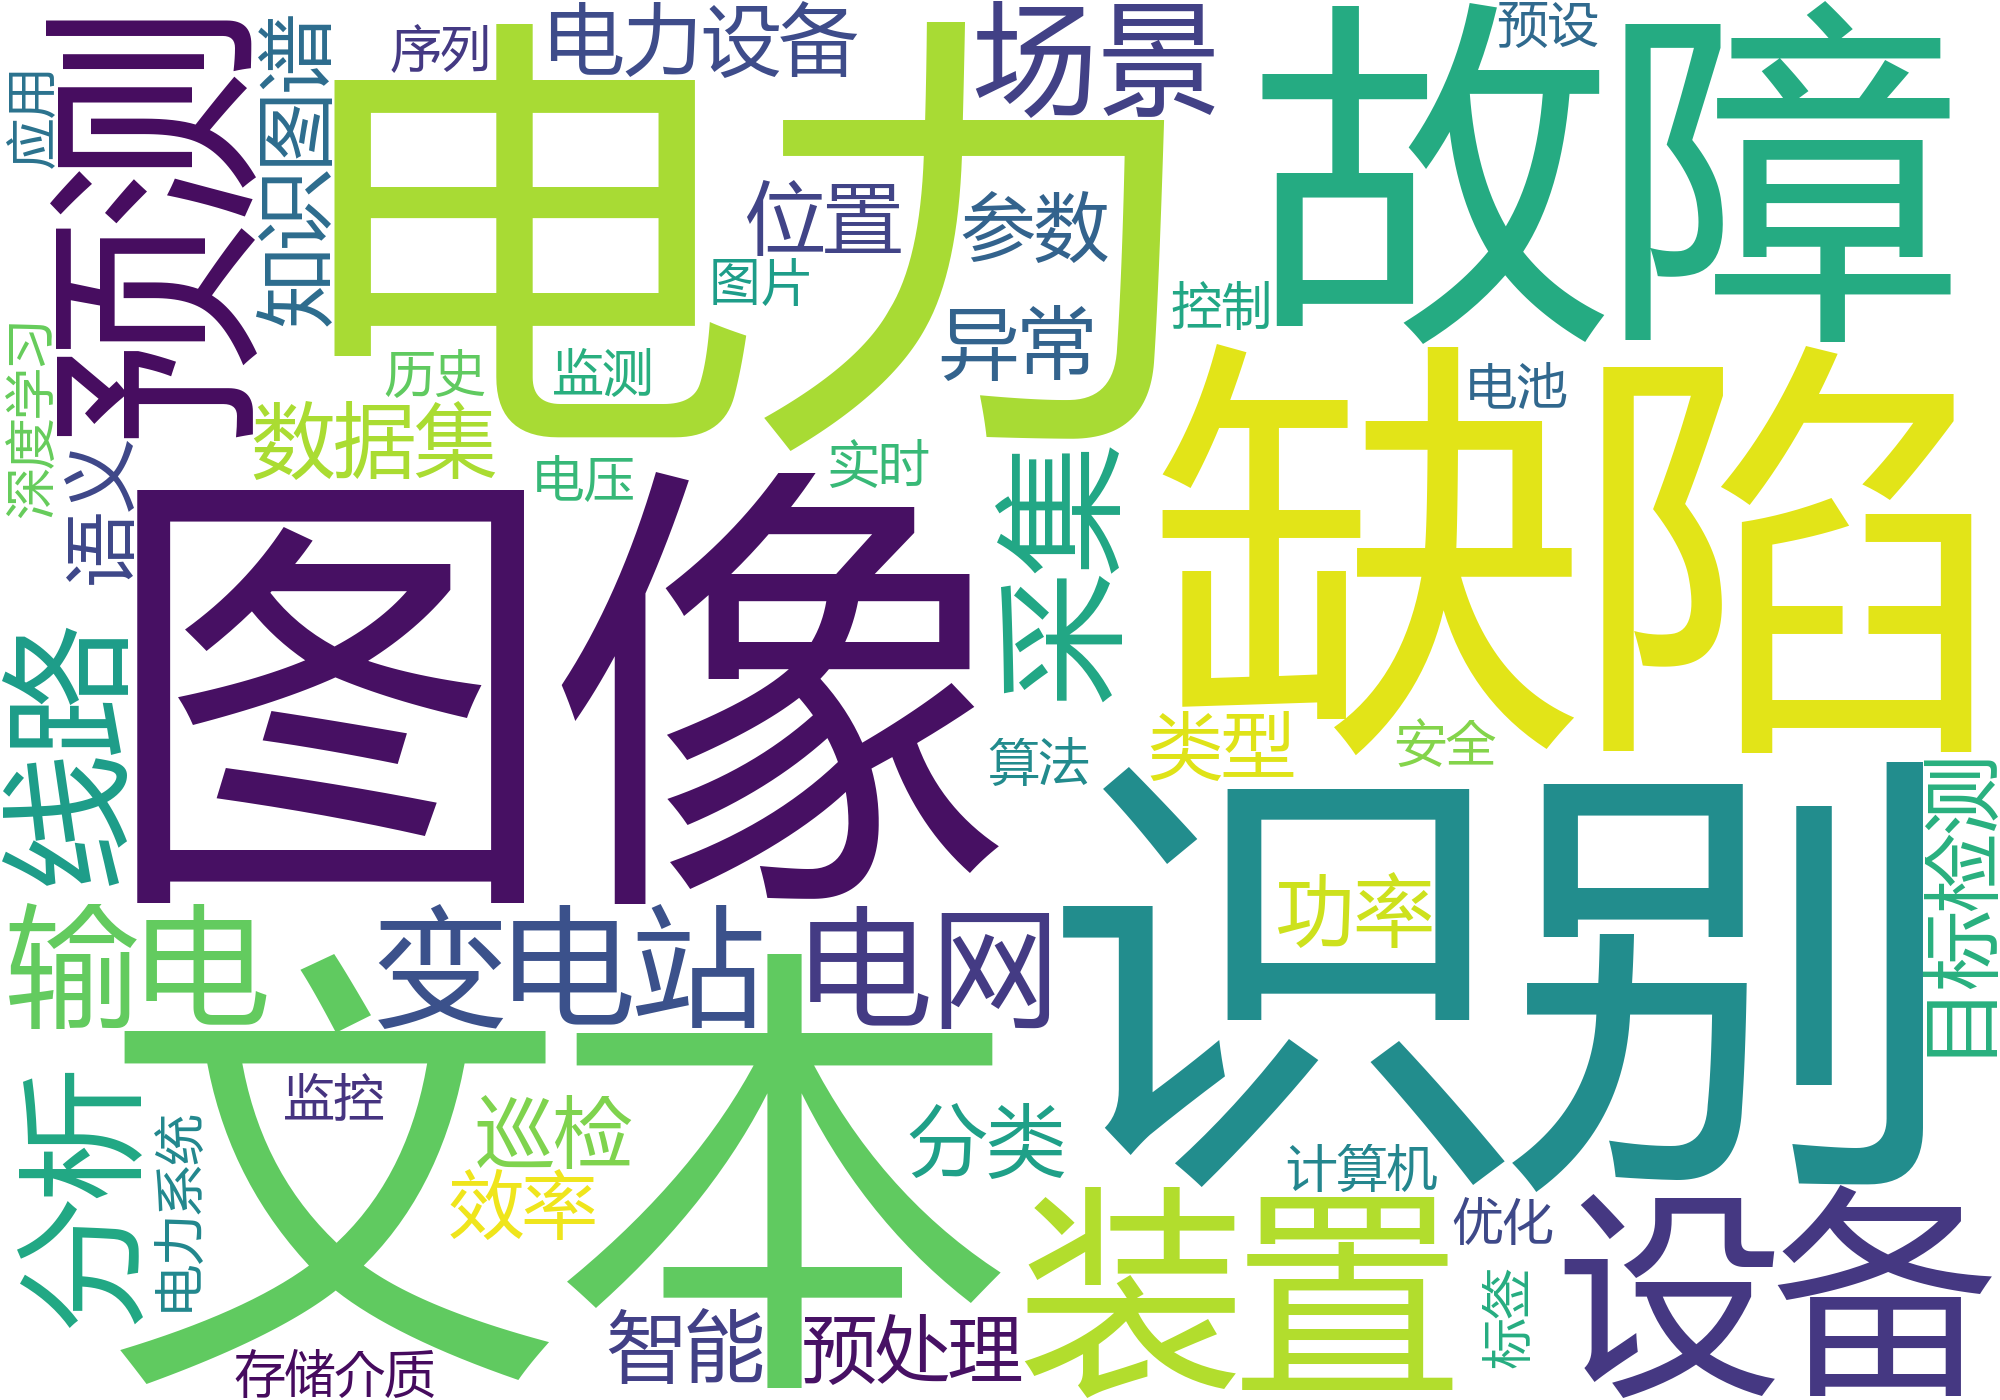 预测
应用
知识图谱
序列
电力设备
电力
场景
故障
预设
位置
参数
图片
控制
异常
历史
监测
深度学习
数据集
语义
电压
实时
电池
缺陷
图像
采集
线路
类型
安全
算法
识别
目标检测
功率
输电
变电站
电网
文本
分析
监控
电力系统
巡检
效率
分类
计算机
装置
优化
设备
标签
智能
预处理
存储介质